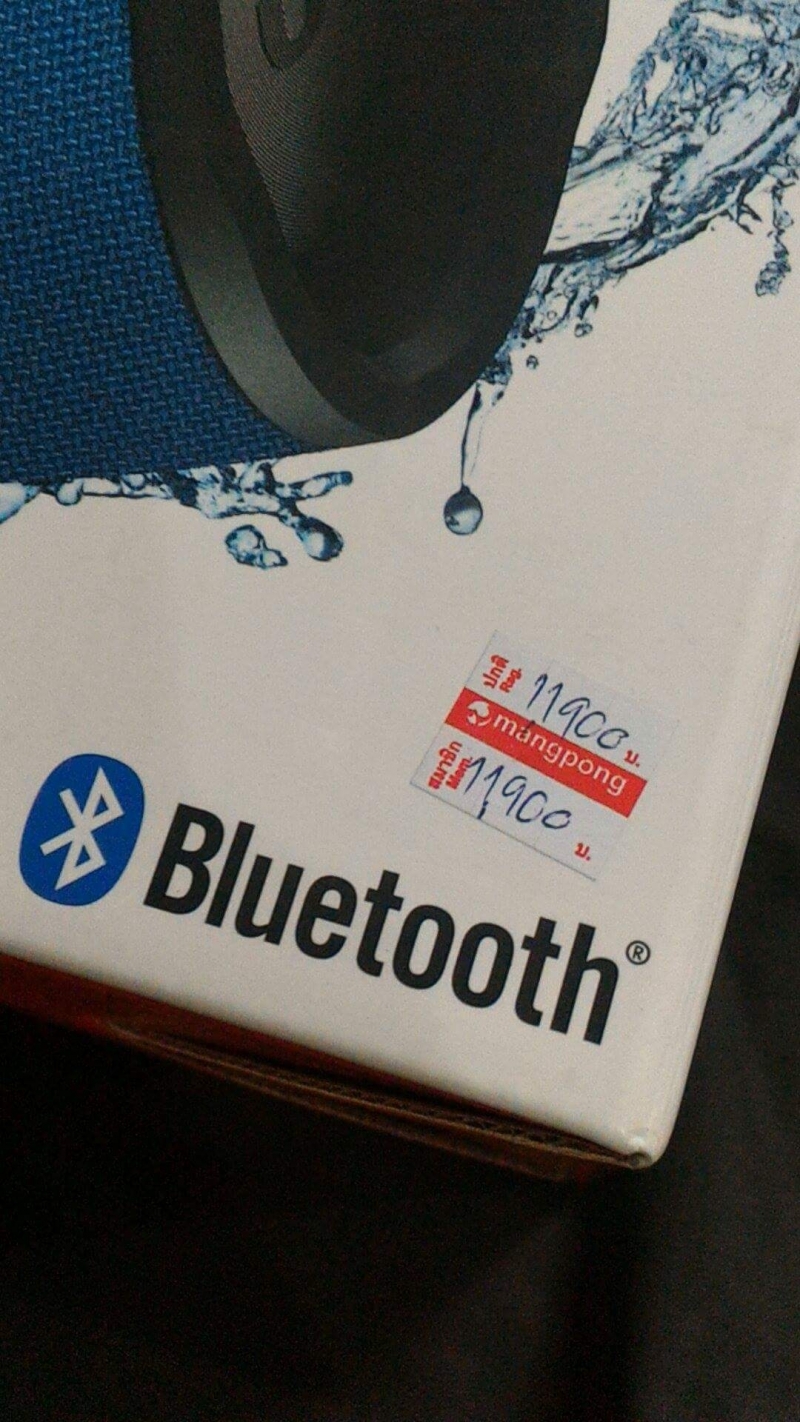 ปกติ
Reg. 11900 บ.
mangpong
สมาชิก
Mem. 11900 บ.
Bluetooth®